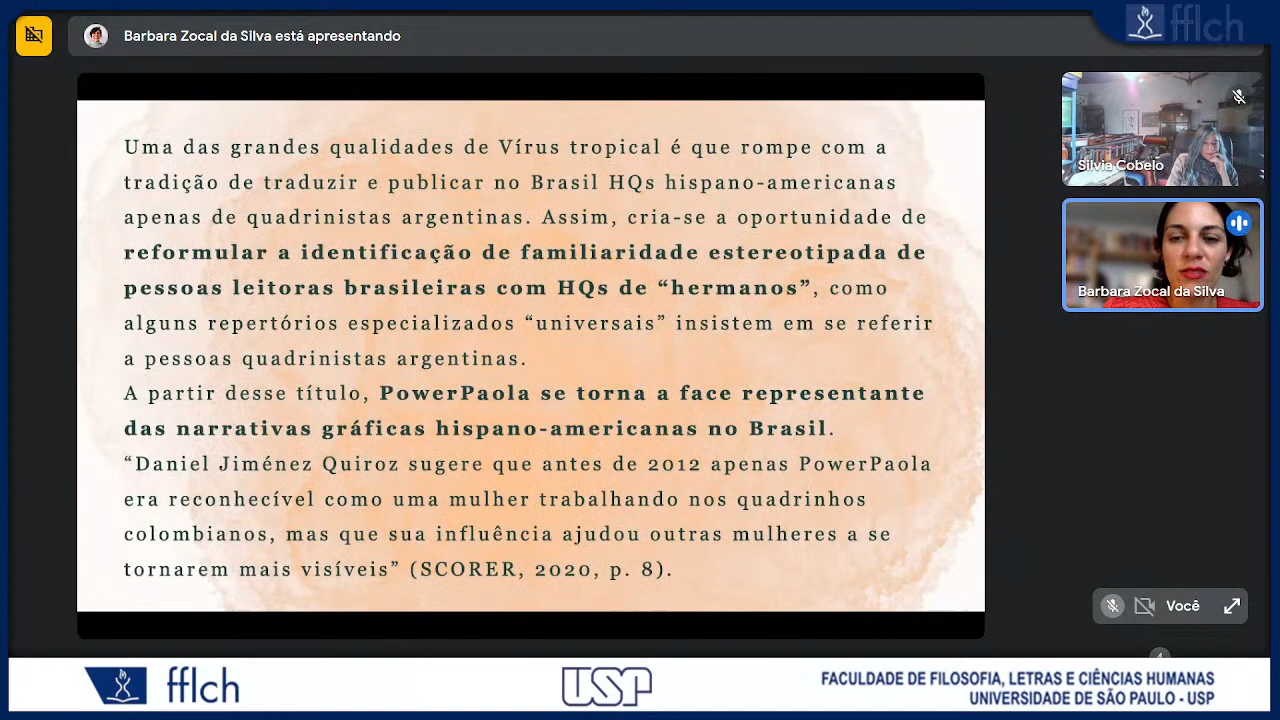 Barbara Zocal da Silva está apresentando
fflch
Uma das grandes qualidades de Vírus tropical é que rompe com a
tradição de traduzir e publicar no Brasil HQs hispano-americanas
apenas de quadrinistas argentinas. Assim, cria-se a oportunidade de
reformular a identificação de familiaridade estereotipada de
pessoas leitoras brasileiras com HQs de “hermanos”, como
alguns repertórios especializados “universais” insistem em se referir
a pessoas quadrinistas argentinas.
A partir desse título, PowerPaola se torna a face representante
das narrativas gráficas hispano-americanas no Brasil.
“Daniel Jiménez Quiroz sugere que antes de 2012 apenas PowerPaola
era reconhecível como uma mulher trabalhando nos quadrinhos
colombianos, mas que sua influência ajudou outras mulheres a se
tornarem mais visíveis” (SCORER, 2020, p. 8).
Silvia Cobelo
Barbara Zocal da Silva
Você
fflch
USP
FACULDADE DE FILOSOFIA, LETRAS E CIÊNCIAS HUMANAS
UNIVERSIDADE DE SÃO PAULO - USP